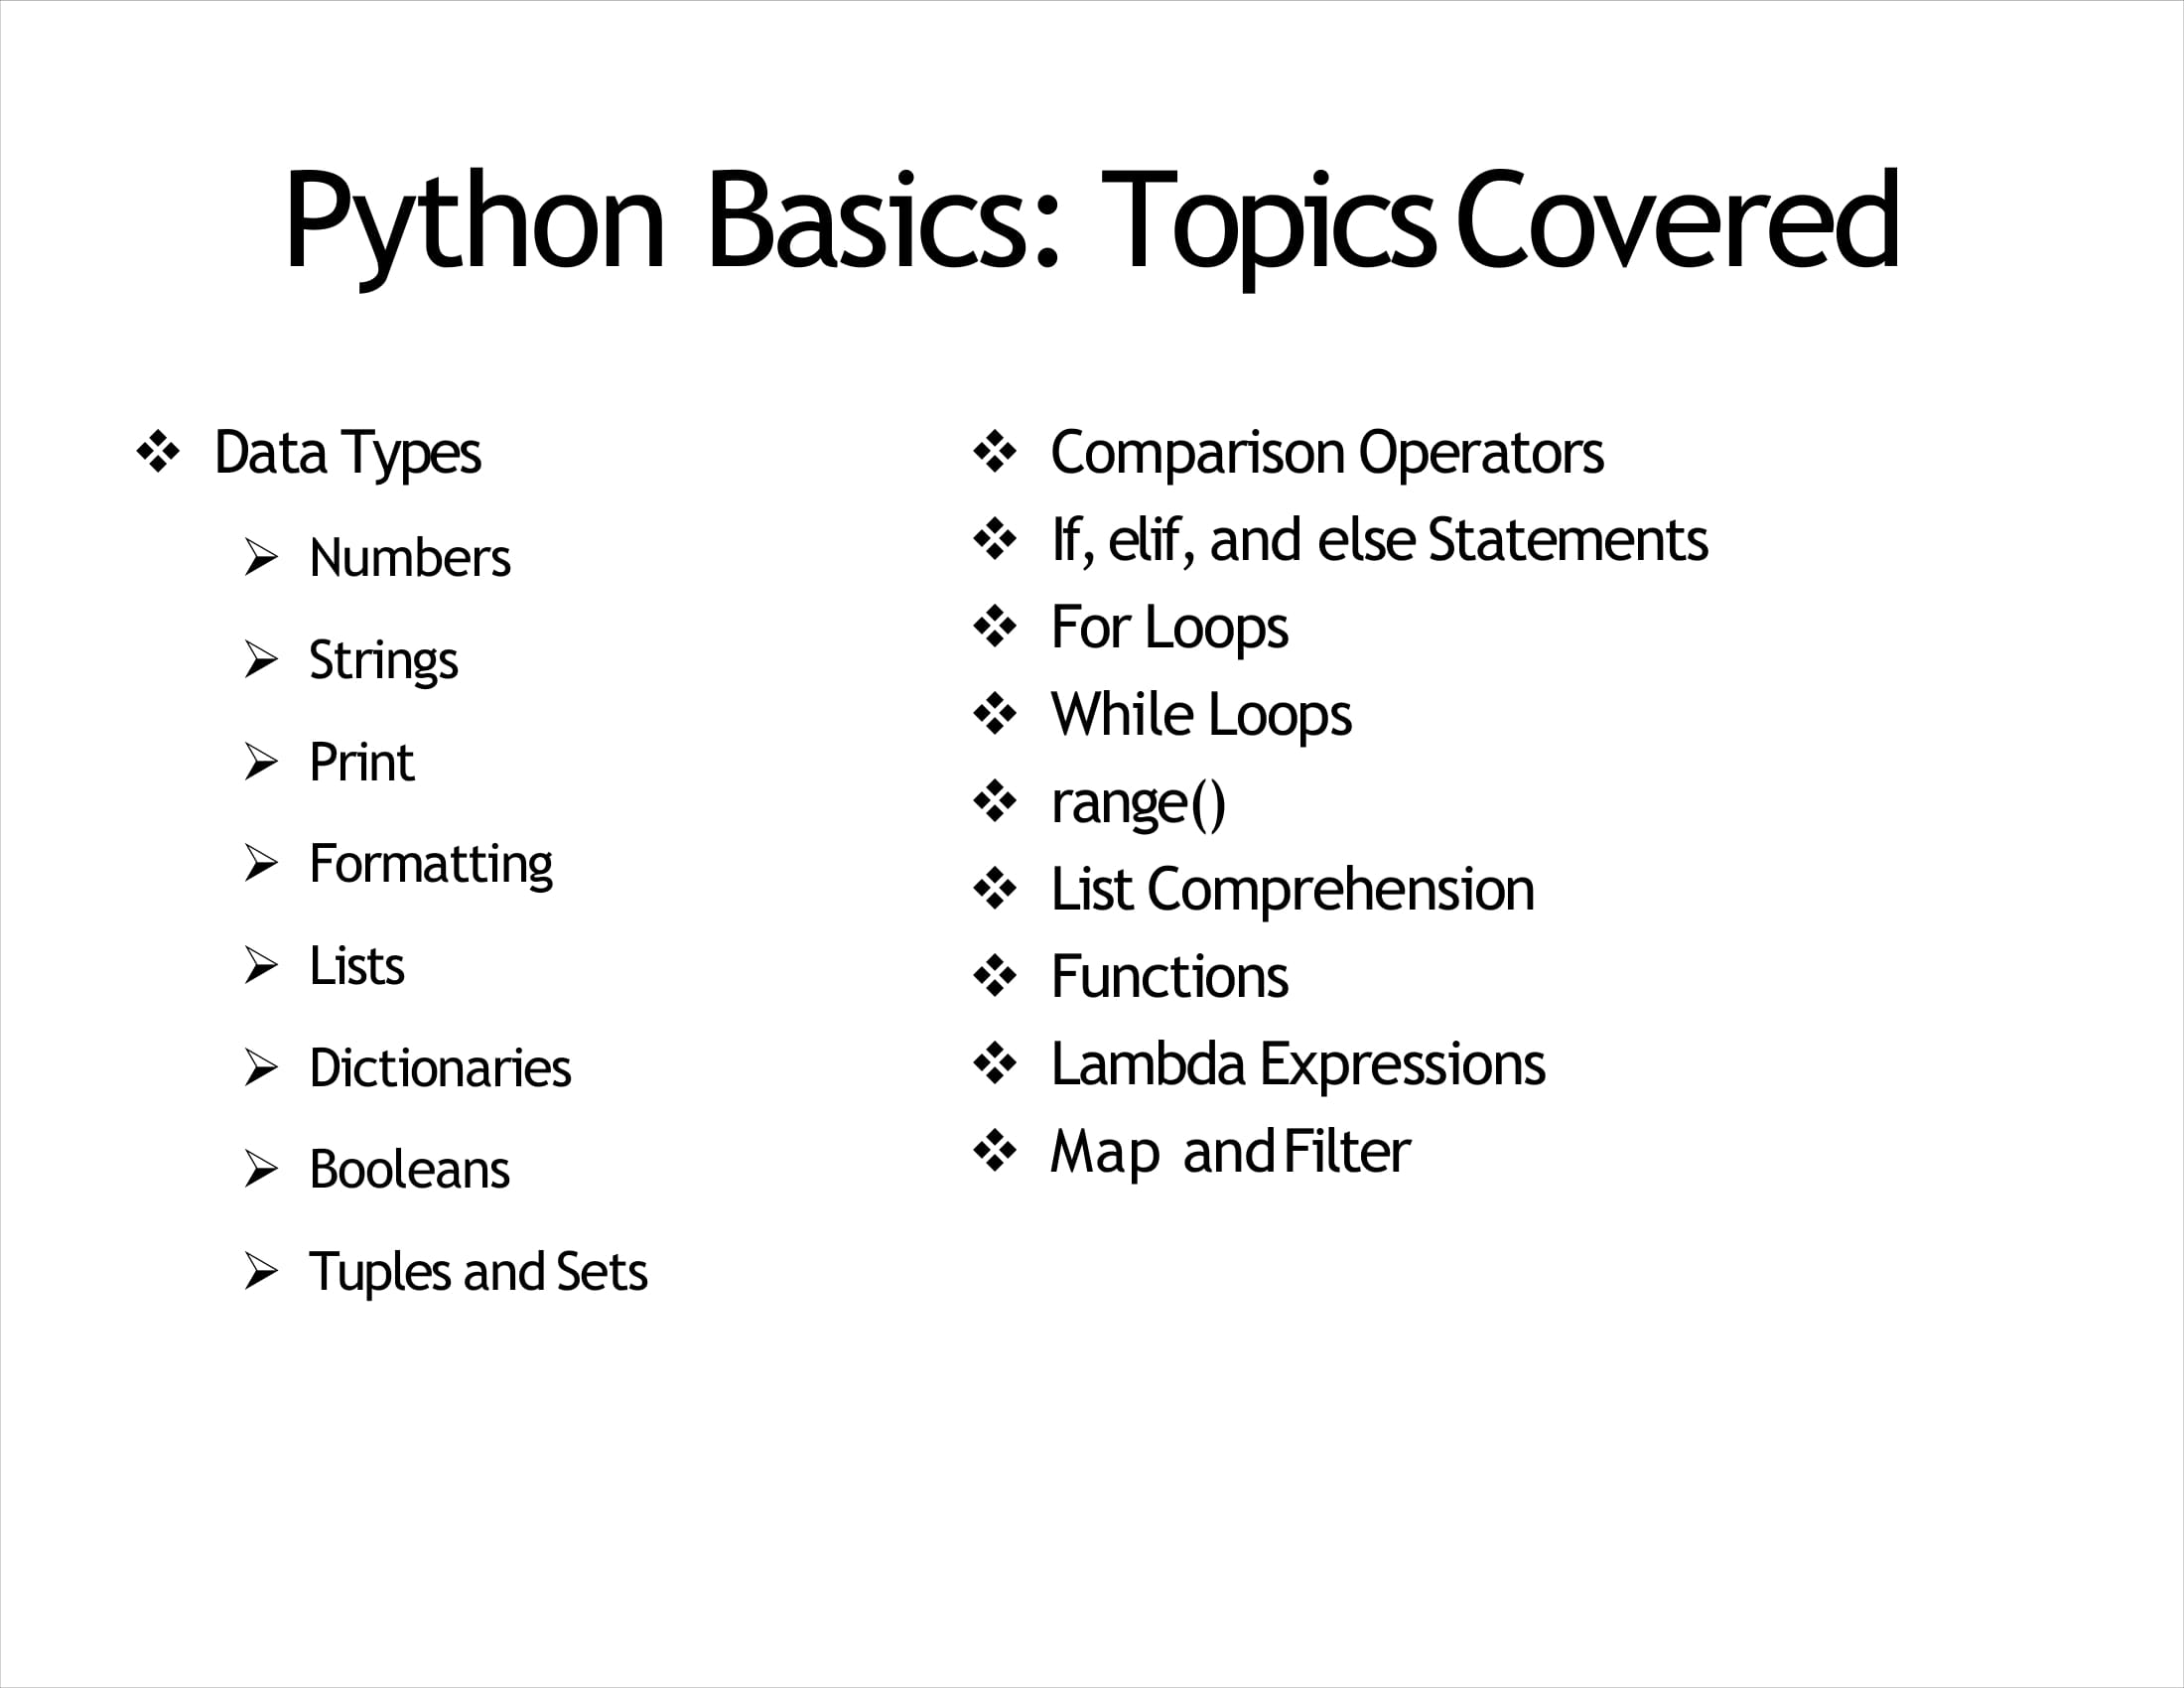 Python Basics: Topics Covered
❖ Data Types
➢ Numbers
➢ Strings
➢ Print
➢ Formatting
➢ Lists
➢ Dictionaries
➢ Booleans
➢ Tuples and Sets
❖ Comparison Operators
❖ If, elif, and else Statements
❖ For Loops
❖ While Loops
❖ range()
❖ List Comprehension
❖ Functions
❖ Lambda Expressions
❖ Map and Filter